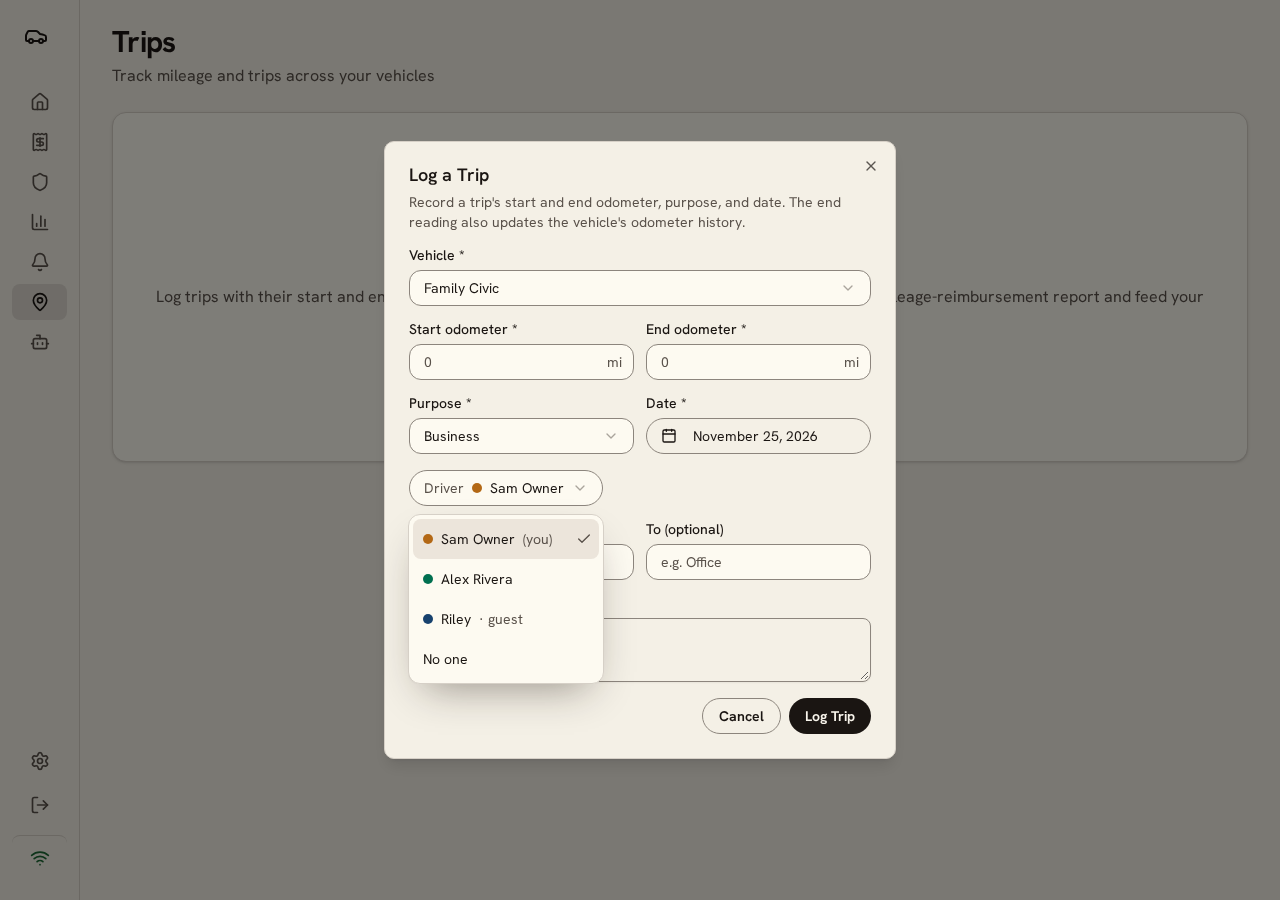 Trips
Track mileage and trips across your vehicles
Log trips with their start and en
eage-reimbursement report and feed your
Log a Trip
Record a trip's start and end odometer, purpose, and date. The end
reading also updates the vehicle's odometer history.
Vehicle *
Family Civic
Start odometer *
End odometer *
0 mi
0 mi
Purpose *
Date *
Business
November 25, 2026
Driver Sam Owner
Sam Owner (you)
To (optional)
e.g. Office
Alex Rivera
Riley · guest
No one
Cancel
Log Trip